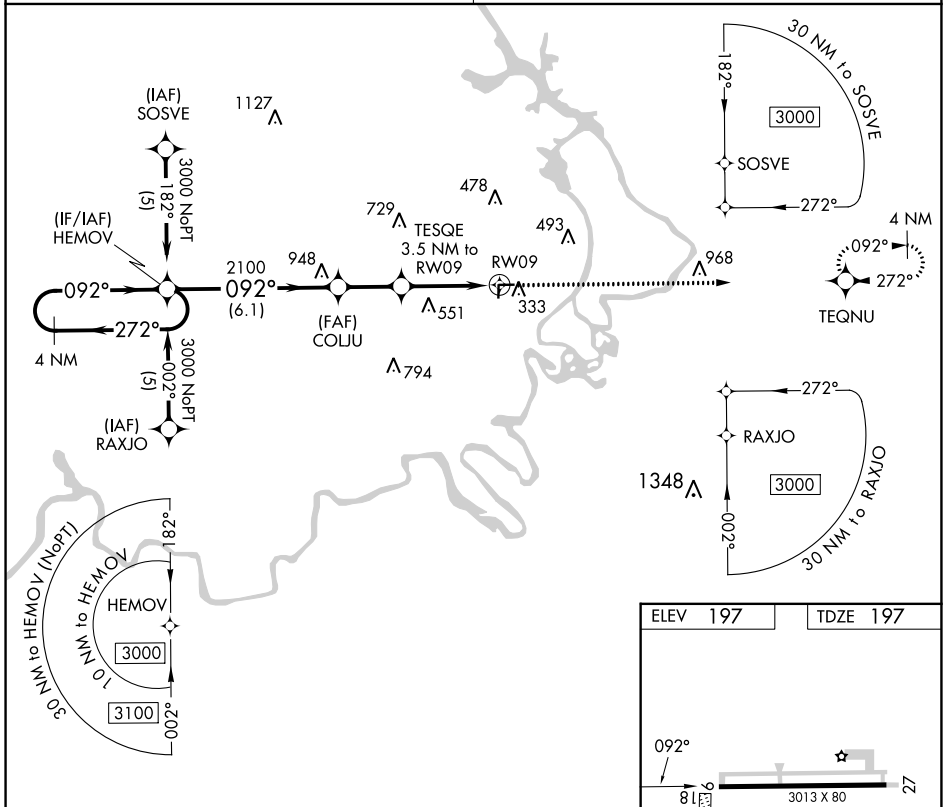 (IAF)
SOSVE
1127
3000 NoPT
182°
(5)
(IF/IAF)
HEMOV
092°
272°
4 NM
2100
092°
(6.1)
948
(FAF)
COLJU
729
TESQE
3.5 NM to
RW09
478
493
RW09
333
551
794
968
3000 NoPT
002°
(5)
(IAF)
RAXJO
30 NM to SOSVE
182°
3000
SOSVE
272°
4 NM
092°
272°
TEQNU
272°
RAXJO
3000
002°
30 NM to RAXJO
1348
30 NM to HEMOV (NoPT)
10 NM to HEMOV
182°
HEMOV
3000
3100
002°
ELEV 197
TDZE 197
092°
9
27
3013 X 80
18